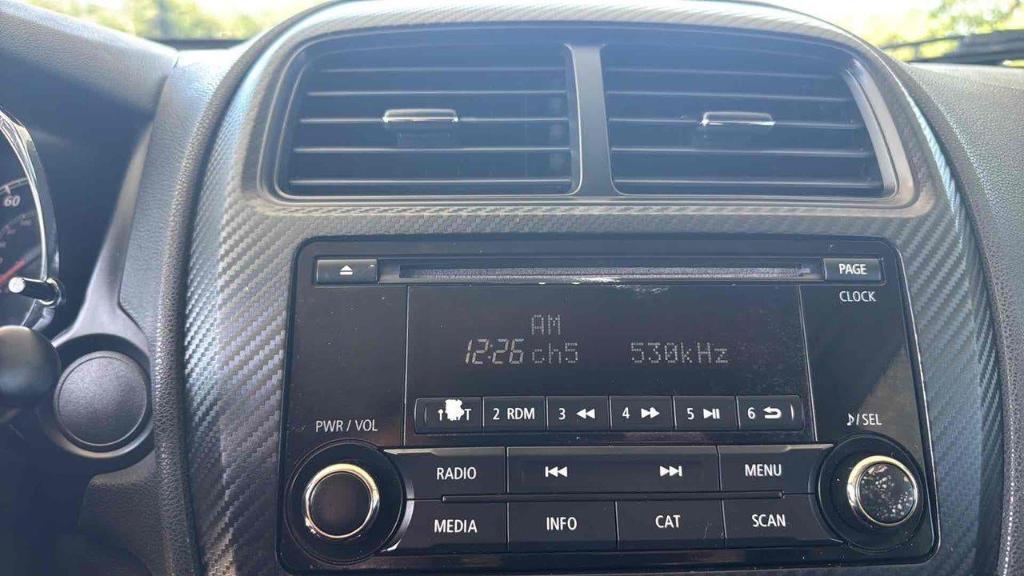 60
PAGE
CLOCK
AM
12:26 ch5 530kHz
2 RDM 3 4 5 6
PWR / VOL
/SEL
RADIO MENU
MEDIA INFO CAT SCAN